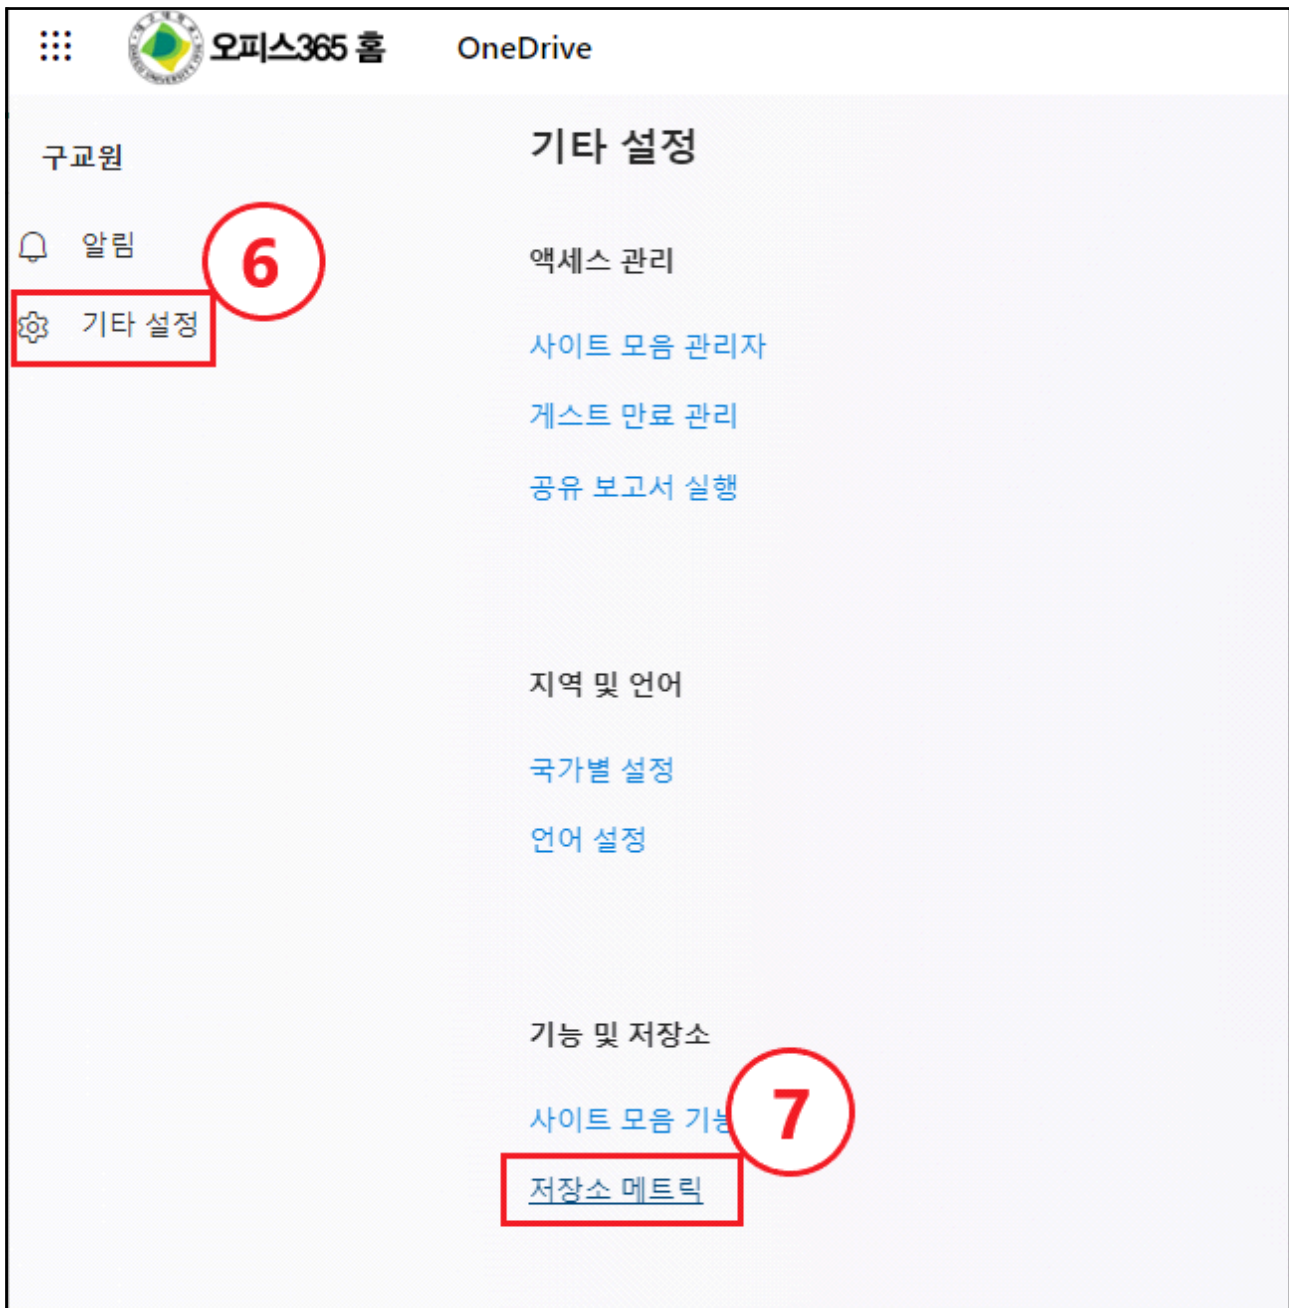 오피스365 홈
OneDrive
구교원
알림
6
기타 설정
기타 설정
액세스 관리
사이트 모음 관리자
게스트 만료 관리
공유 보고서 실행
지역 및 언어
국가별 설정
언어 설정
기능 및 저장소
사이트 모음 기능
7
저장소 메트릭